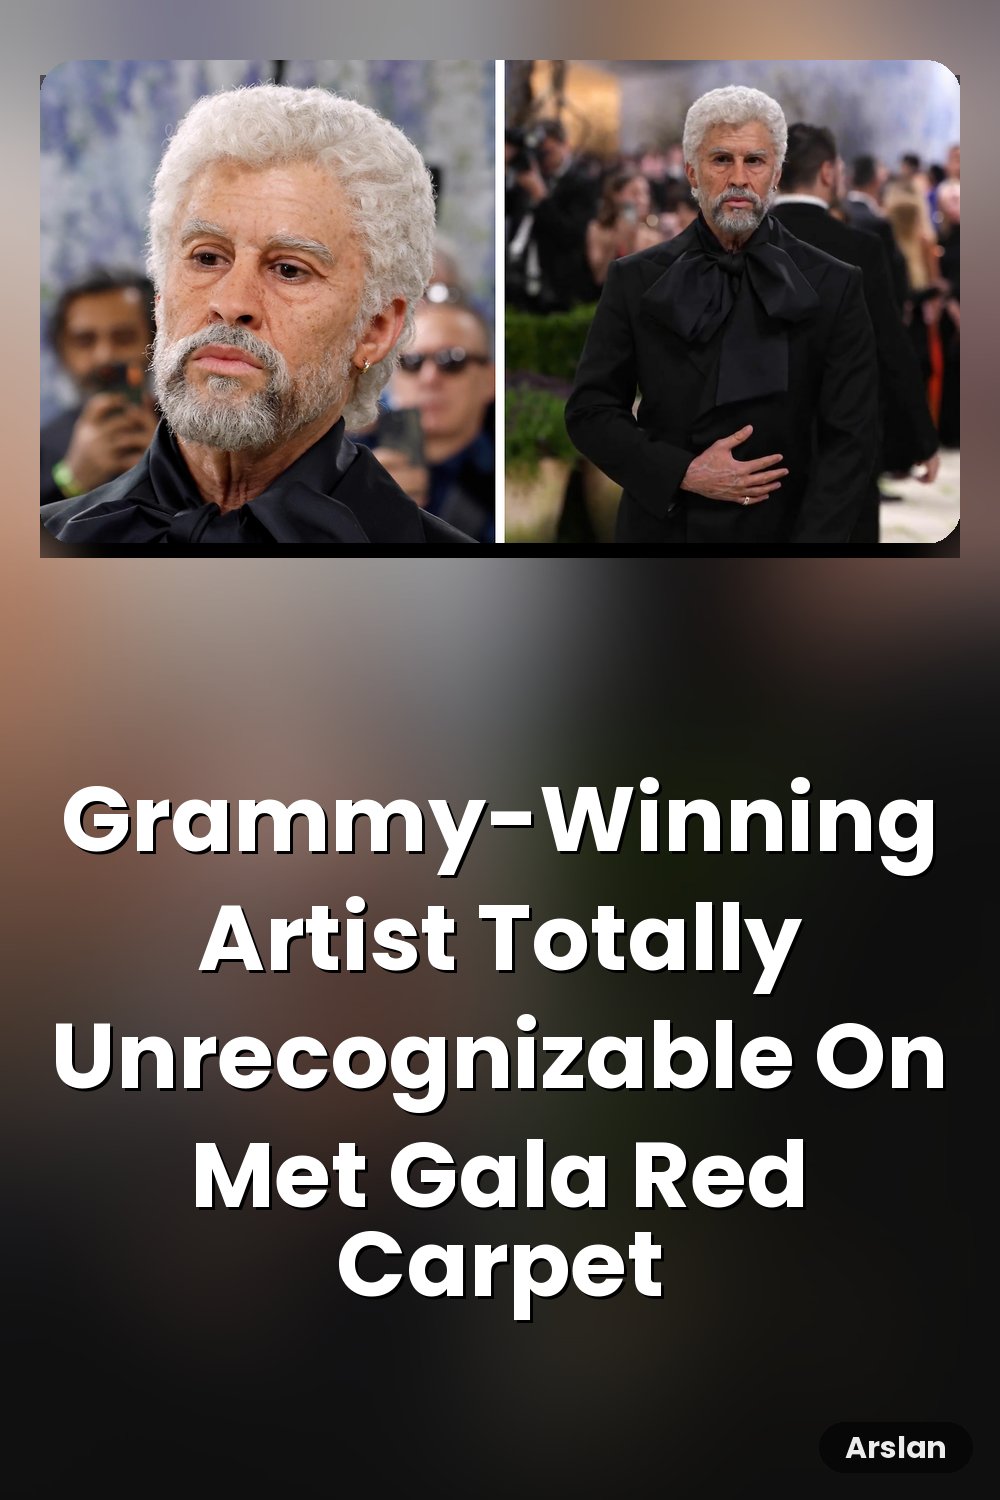 Grammy-Winning
Artist Totally
Unrecognizable On
Met Gala Red
Carpet
Arslan